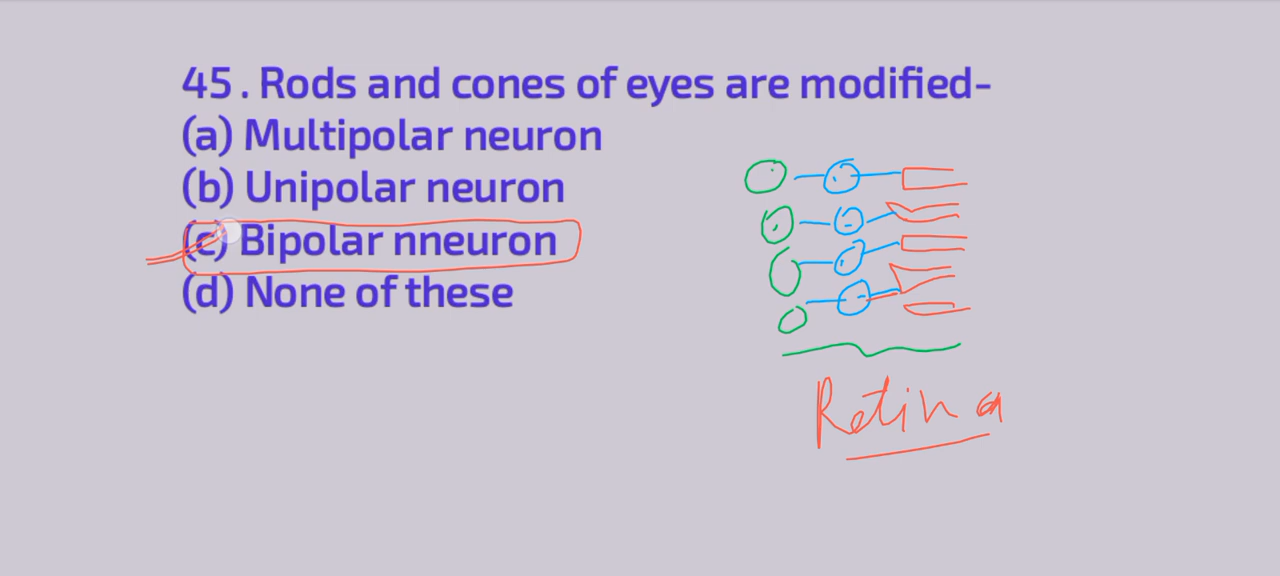 45. Rods and cones of eyes are modified-
(a) Multipolar neuron
(b) Unipolar neuron
(c) Bipolar nneuron
(d) None of these
Retina